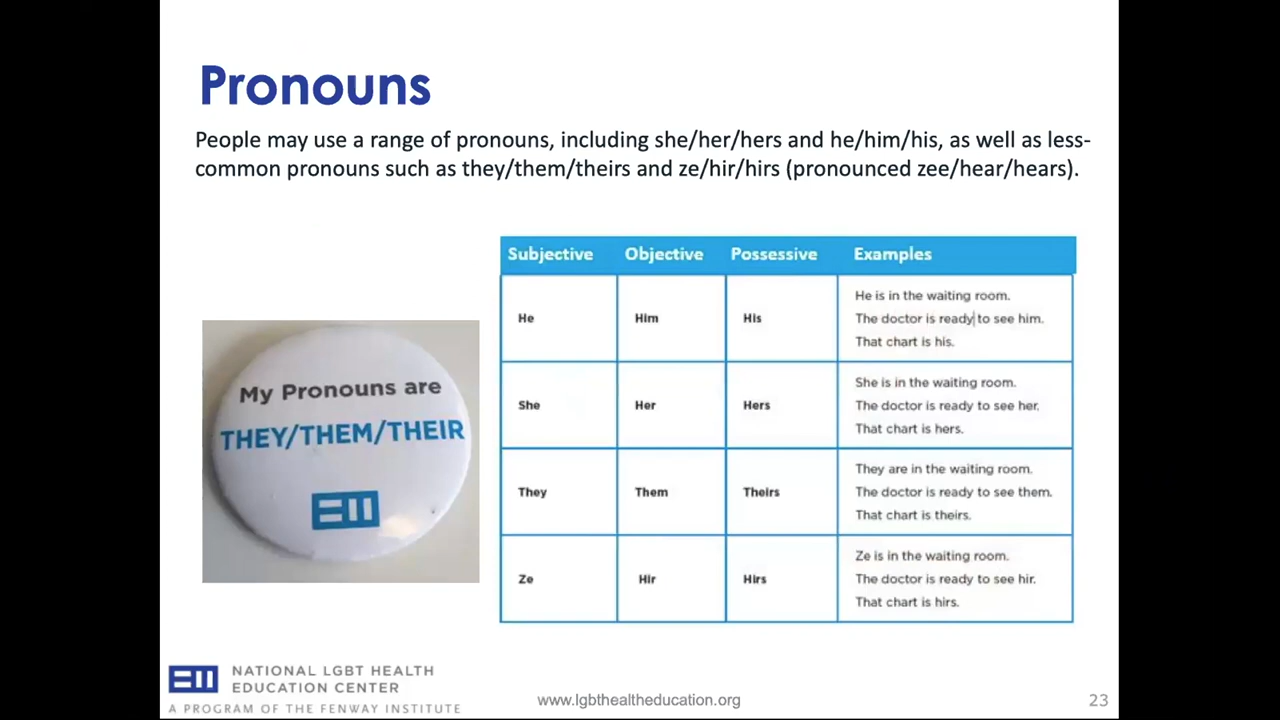 Pronouns
People may use a range of pronouns, including she/her/hers and he/him/his, as well as less-
common pronouns such as they/them/theirs and ze/hir/hirs (pronounced zee/hear/hears).
My Pronouns are
THEY/THEM/THEIR
Subjective Objective Possessive Examples
He Him His
He is in the waiting room.
The doctor is ready to see him.
That chart is his.
She Her Hers
She is in the waiting room.
The doctor is ready to see her.
That chart is hers.
They Them Theirs
They are in the waiting room.
The doctor is ready to see them.
That chart is theirs.
Ze Hir Hirs
Ze is in the waiting room.
The doctor is ready to see hir.
That chart is hirs.
NATIONAL LGBT HEALTH
EDUCATION CENTER
A PROGRAM OF THE FENWAY INSTITUTE
www.lgbthealtheducation.org
23